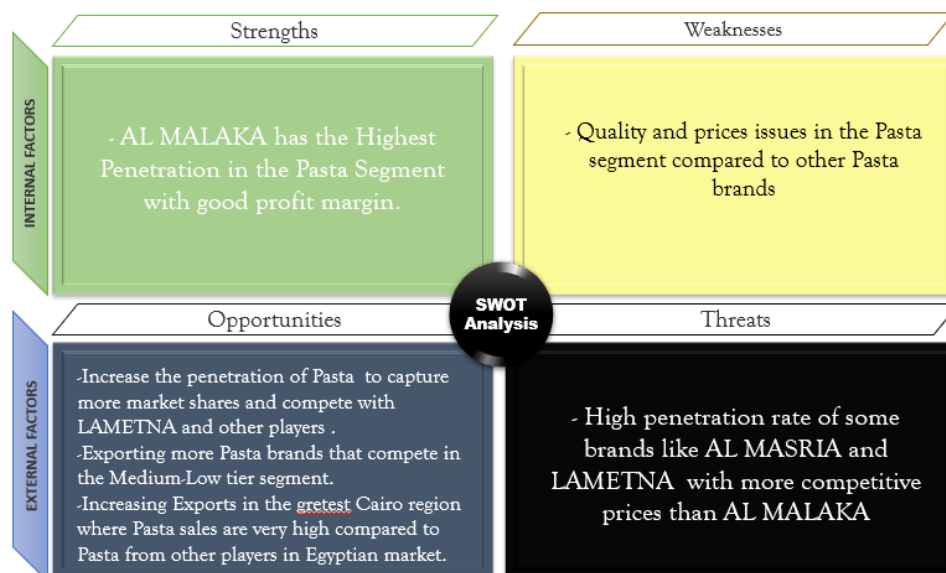 Strengths
Weaknesses
INTERNAL FACTORS
- AL MALAKA has the Highest
Penetration in the Pasta Segment
with good profit margin.
- Quality and prices issues in the Pasta
segment compared to other Pasta
brands
SWOT
Analysis
Opportunities
Threats
EXTERNAL FACTORS
-Increase the penetration of Pasta to capture
more market shares and compete with
LAMETNA and other players .
-Exporting more Pasta brands that compete in
the Medium-Low tier segment.
-Increasing Exports in the gretest Cairo region
where Pasta sales are very high compared to
Pasta from other players in Egyptian market.
- High penetration rate of some
brands like AL MASRIA and
LAMETNA with more competitive
prices than AL MALAKA